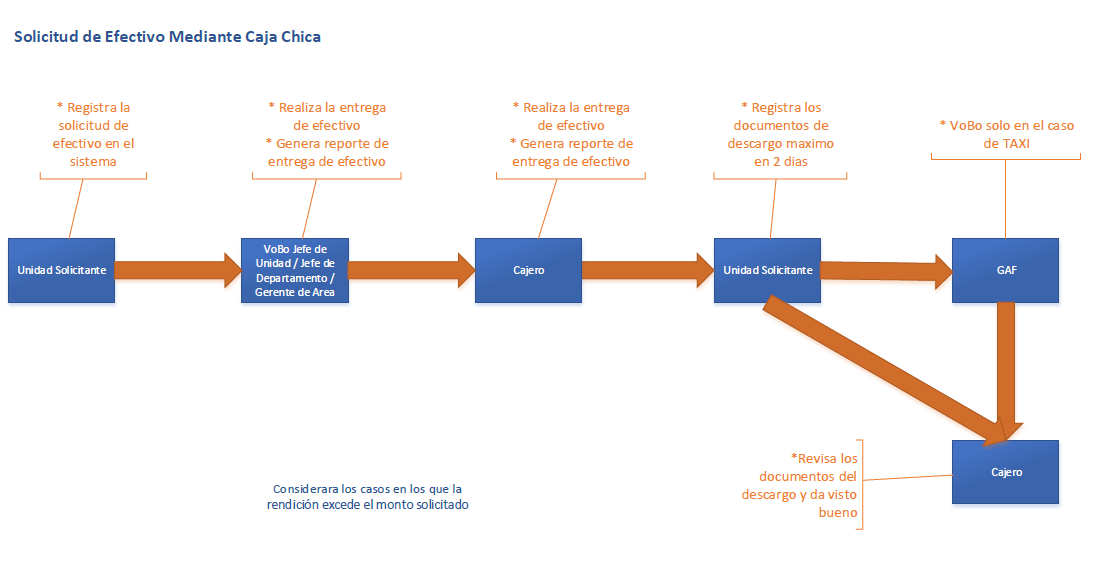 Solicitud de Efectivo Mediante Caja Chica
* Registra la
solicitud de
efectivo en el
sistema
* Realiza la entrega
de efectivo
* Genera reporte de
entrega de efectivo
* Realiza la entrega
de efectivo
* Genera reporte de
entrega de efectivo
* Registra los
documentos de
descargo maximo
en 2 dias
* VoBo solo en el caso
de TAXI
Unidad Solicitante
VoBo Jefe de
Unidad / Jefe de
Departamento /
Gerente de Area
Cajero
Unidad Solicitante
GAF
Considerara los casos en los que la
rendición excede el monto solicitado
*Revisa los
documentos del
descargo y da visto
bueno
Cajero